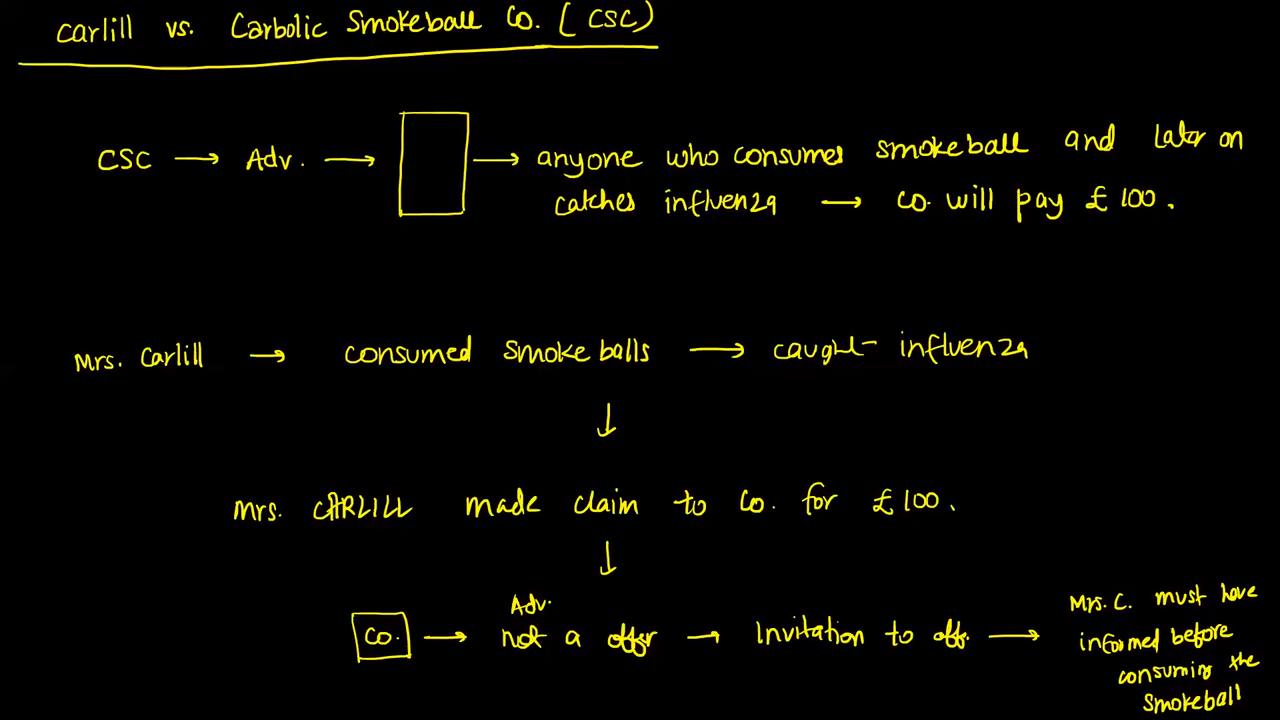 carlill vs. Carbolic Smokeball Co. (CSC)
CSC → Adv. → → anyone who consumes smokeball and Later on
catches influenza → co. will pay £100.
Mrs. Carlill → consumed smokeballs → caught influenza
↓
Mrs. CARLILL made claim to Co. for £100.
↓
Adv.
Co. → not a offer → Invitation to off. → Mrs. C. must have
informed before
consuming the
smokeball